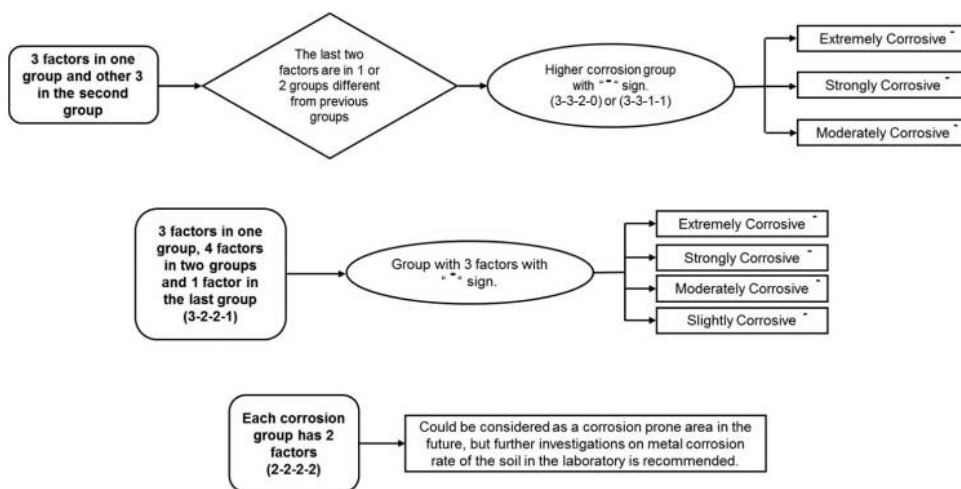 3 factors in one
group and other 3
in the second
group
The last two
factors are in 1 or
2 groups different
from previous
groups
Higher corrosion group
with "-" sign.
(3-3-2-0) or (3-3-1-1)
Extremely Corrosive -
Strongly Corrosive -
Moderately Corrosive -
3 factors in one
group, 4 factors
in two groups
and 1 factor in
the last group
(3-2-2-1)
Group with 3 factors with
"-" sign.
Extremely Corrosive -
Strongly Corrosive -
Moderately Corrosive -
Slightly Corrosive -
Each corrosion
group has 2
factors
(2-2-2-2)
Could be considered as a corrosion prone area in the
future, but further investigations on metal corrosion
rate of the soil in the laboratory is recommended.